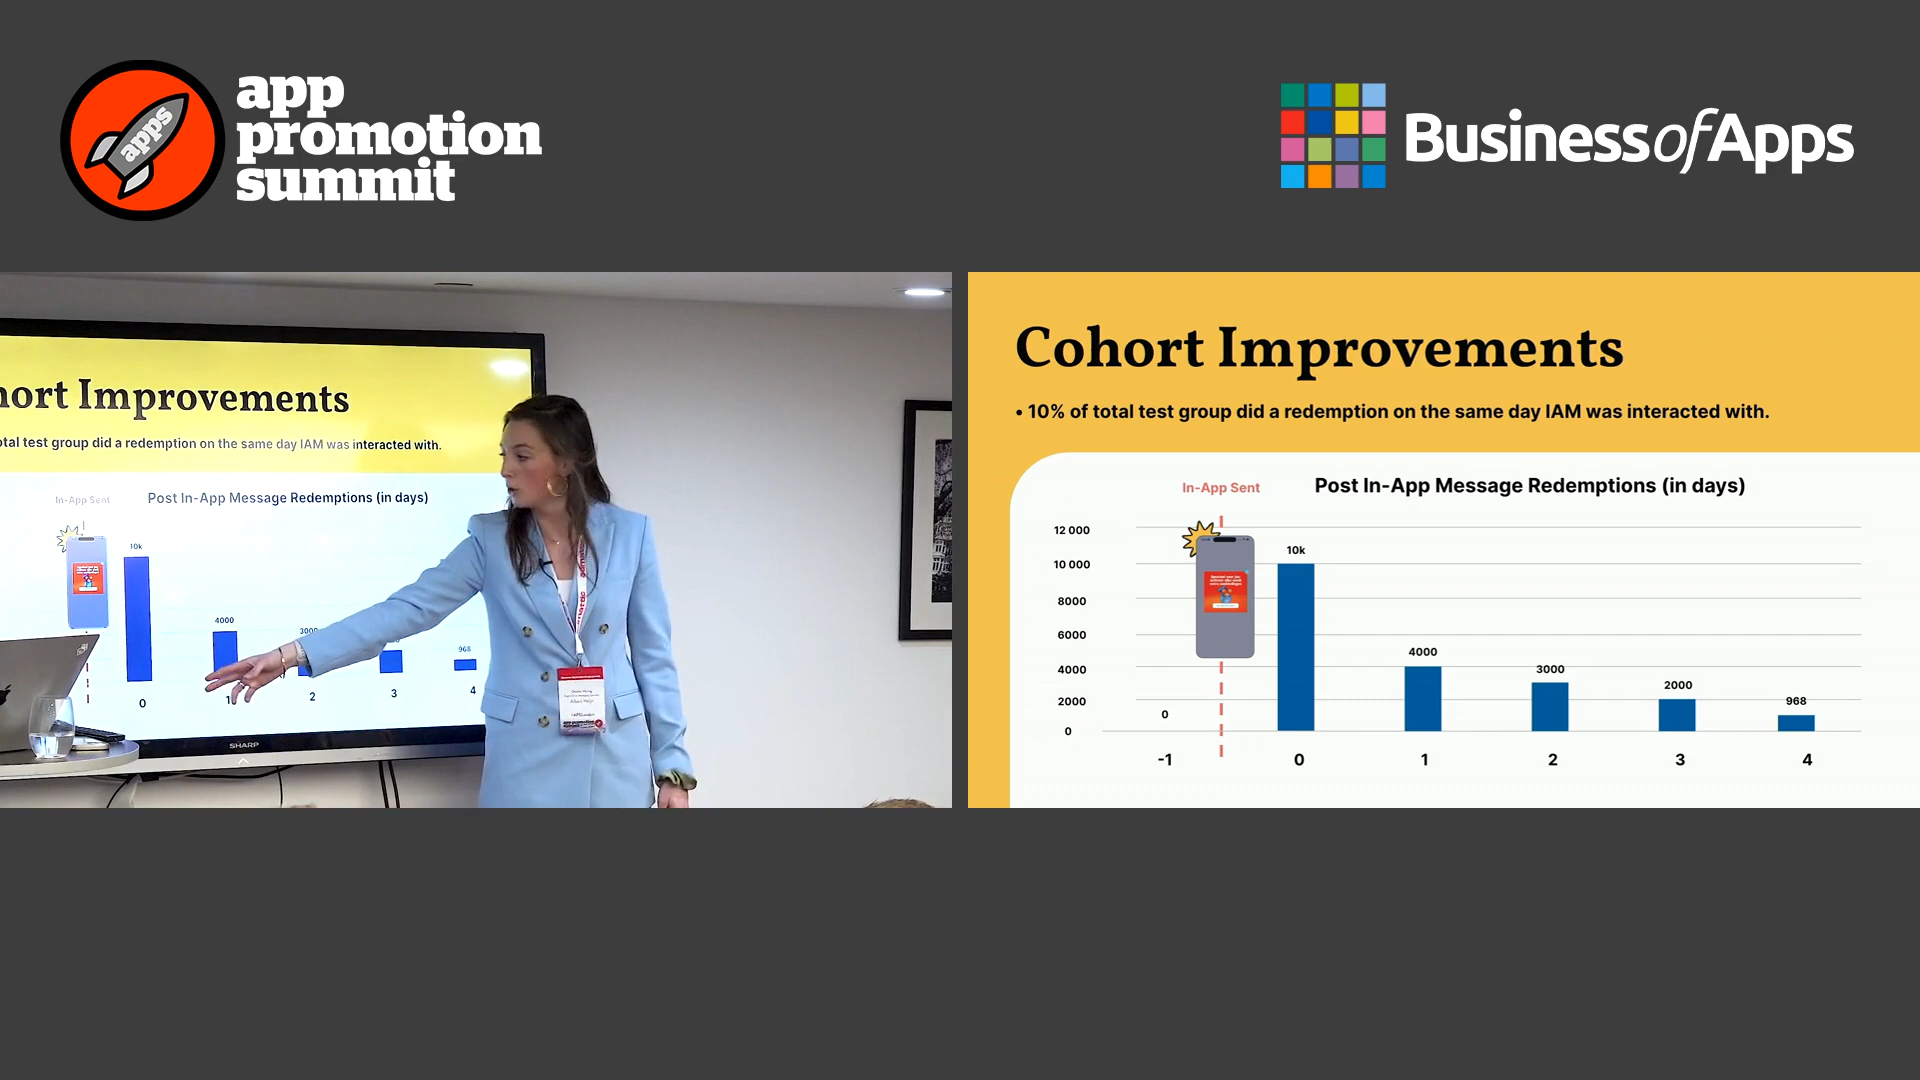 apps
app
promotion
summit
BusinessofApps
hort Improvements
otal test group did a redemption on the same day IAM was interacted with.
In-App Sent
Post In-App Message Redemptions (in days)
10k
4000
3000
968
0
1
2
3
4
SHARP
Cohort Improvements
• 10% of total test group did a redemption on the same day IAM was interacted with.
In-App Sent
Post In-App Message Redemptions (in days)
12 000
10 000
8000
6000
4000
2000
0
0
10k
4000
3000
2000
968
-1
0
1
2
3
4